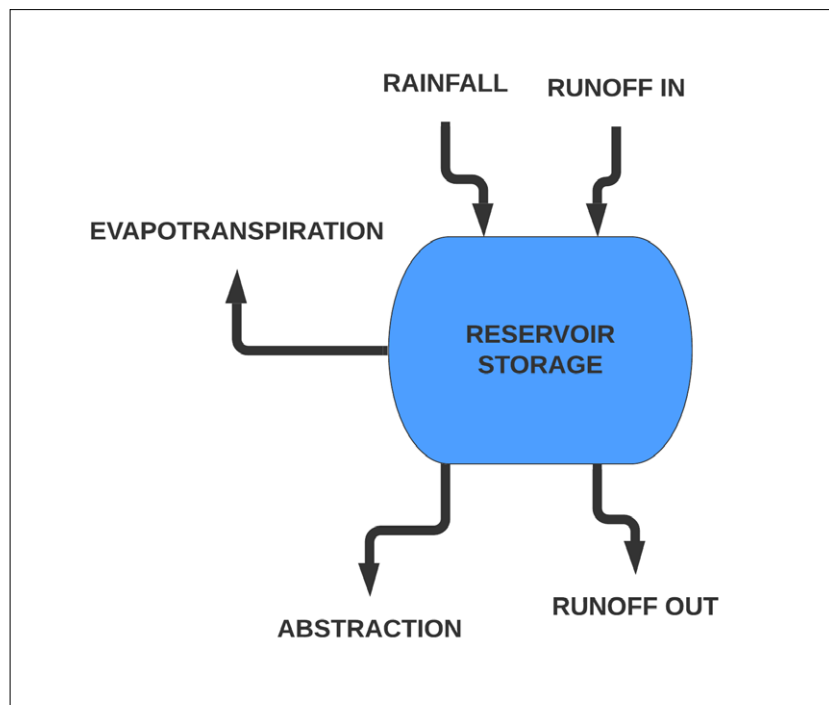 RAINFALL
RUNOFF IN
EVAPOTRANSPIRATION
RESERVOIR
STORAGE
RUNOFF OUT
ABSTRACTION